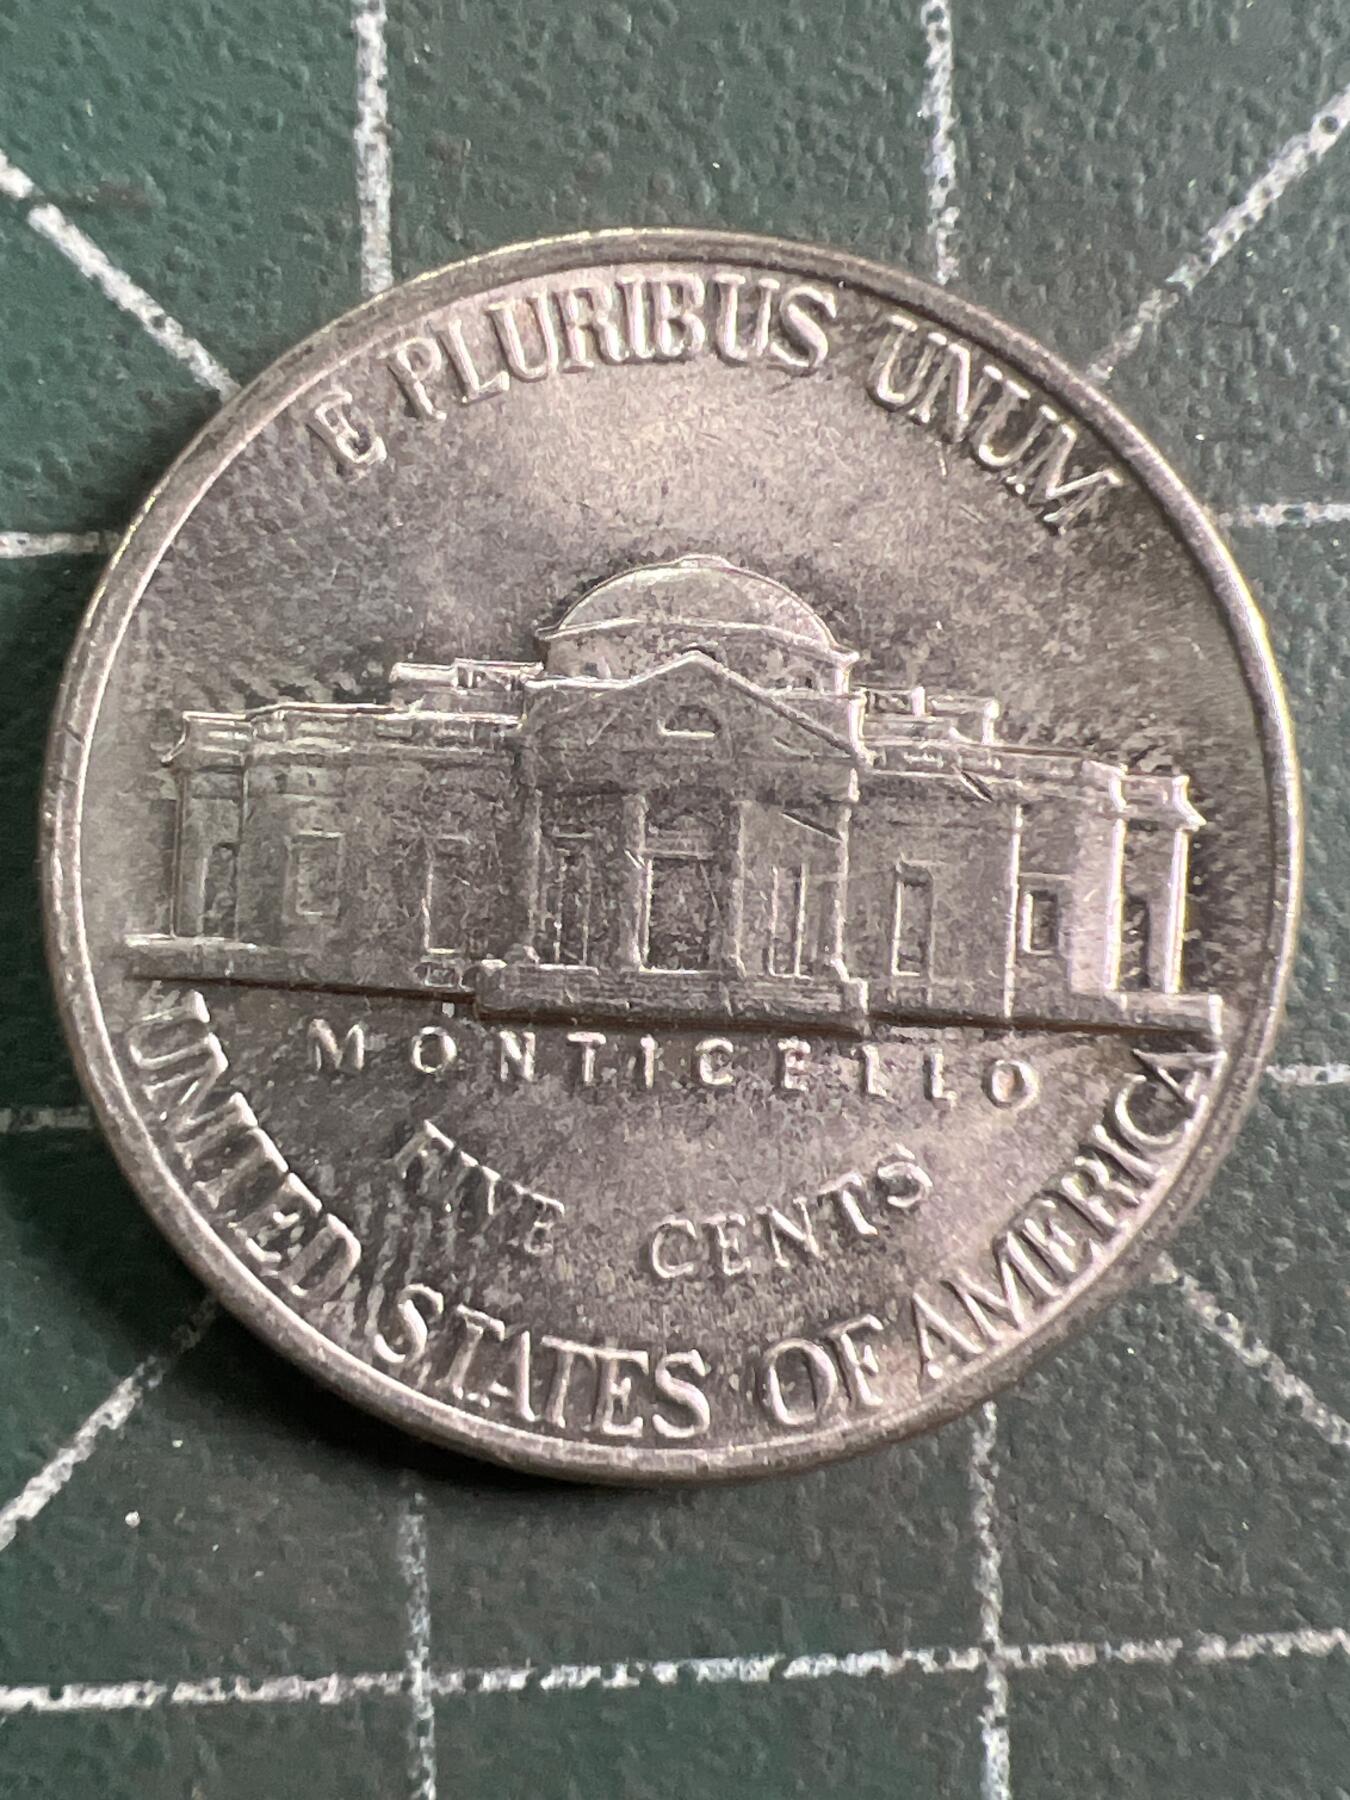 E PLURIBUS UNUM
MONTICELLO
FIVE CENTS
UNITED STATES OF AMERICA